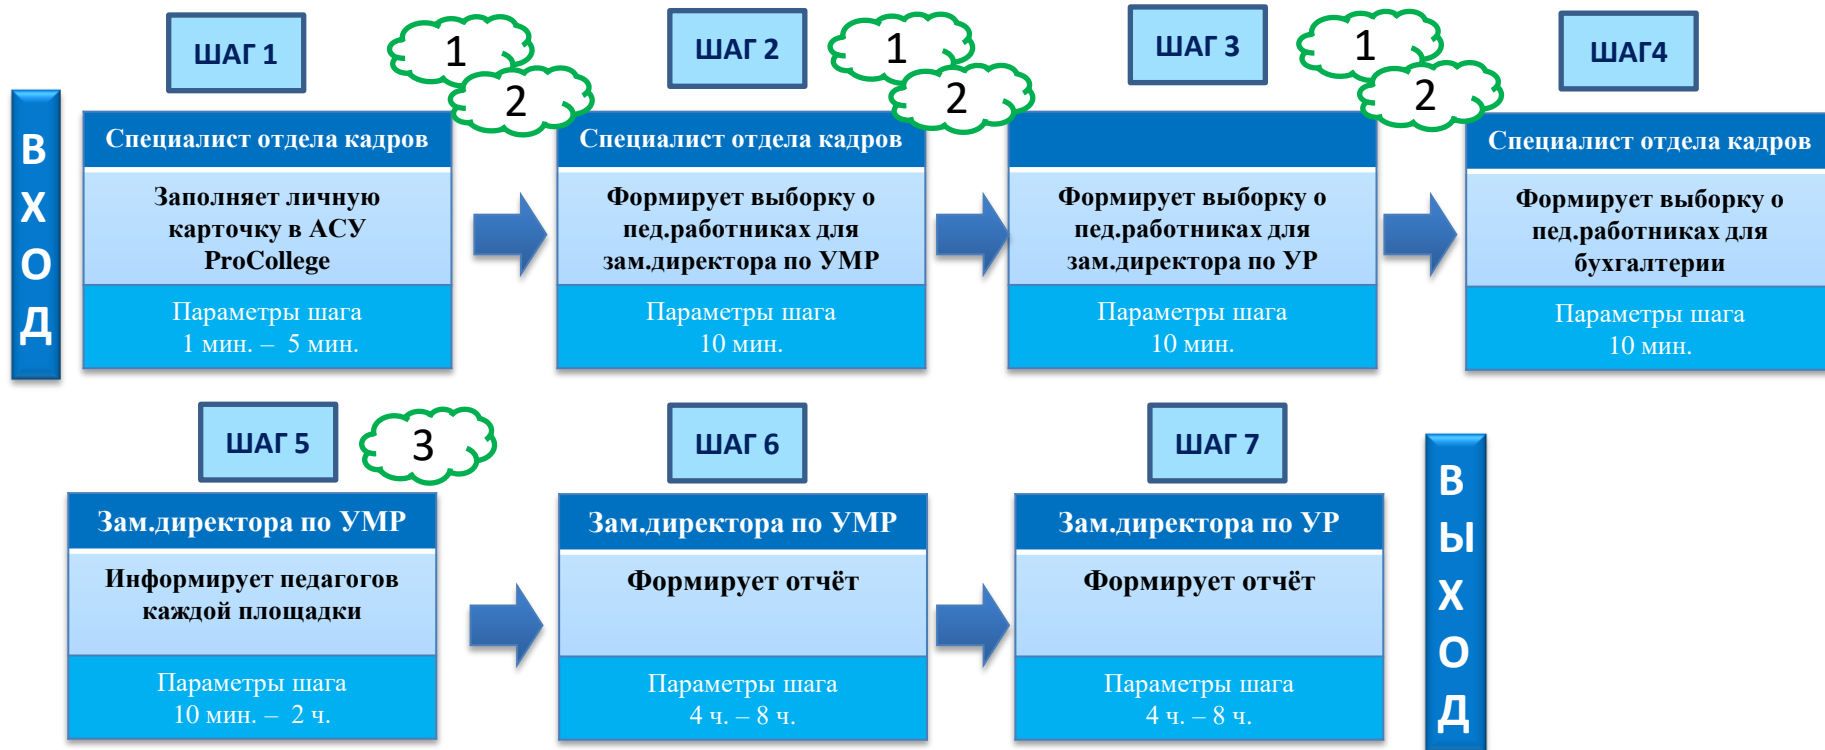 ШАГ 1
1
2
ШАГ 2
1
2
ШАГ 3
1
2
ШАГ4
ВХОД
Специалист отдела кадров
Заполняет личную
карточку в АСУ
ProCollege
Параметры шага
1 мин. – 5 мин.
Специалист отдела кадров
Формирует выборку о
пед.работниках для
зам.директора по УМР
Параметры шага
10 мин.
Формирует выборку о
пед.работниках для
зам.директора по УР
Параметры шага
10 мин.
Специалист отдела кадров
Формирует выборку о
пед.работниках для
бухгалтерии
Параметры шага
10 мин.
ШАГ 5
3
ШАГ 6
ШАГ 7
Зам.директора по УМР
Информирует педагогов
каждой площадки
Параметры шага
10 мин. – 2 ч.
Зам.директора по УМР
Формирует отчёт
Параметры шага
4 ч. – 8 ч.
Зам.директора по УР
Формирует отчёт
Параметры шага
4 ч. – 8 ч.
ВЫХОД